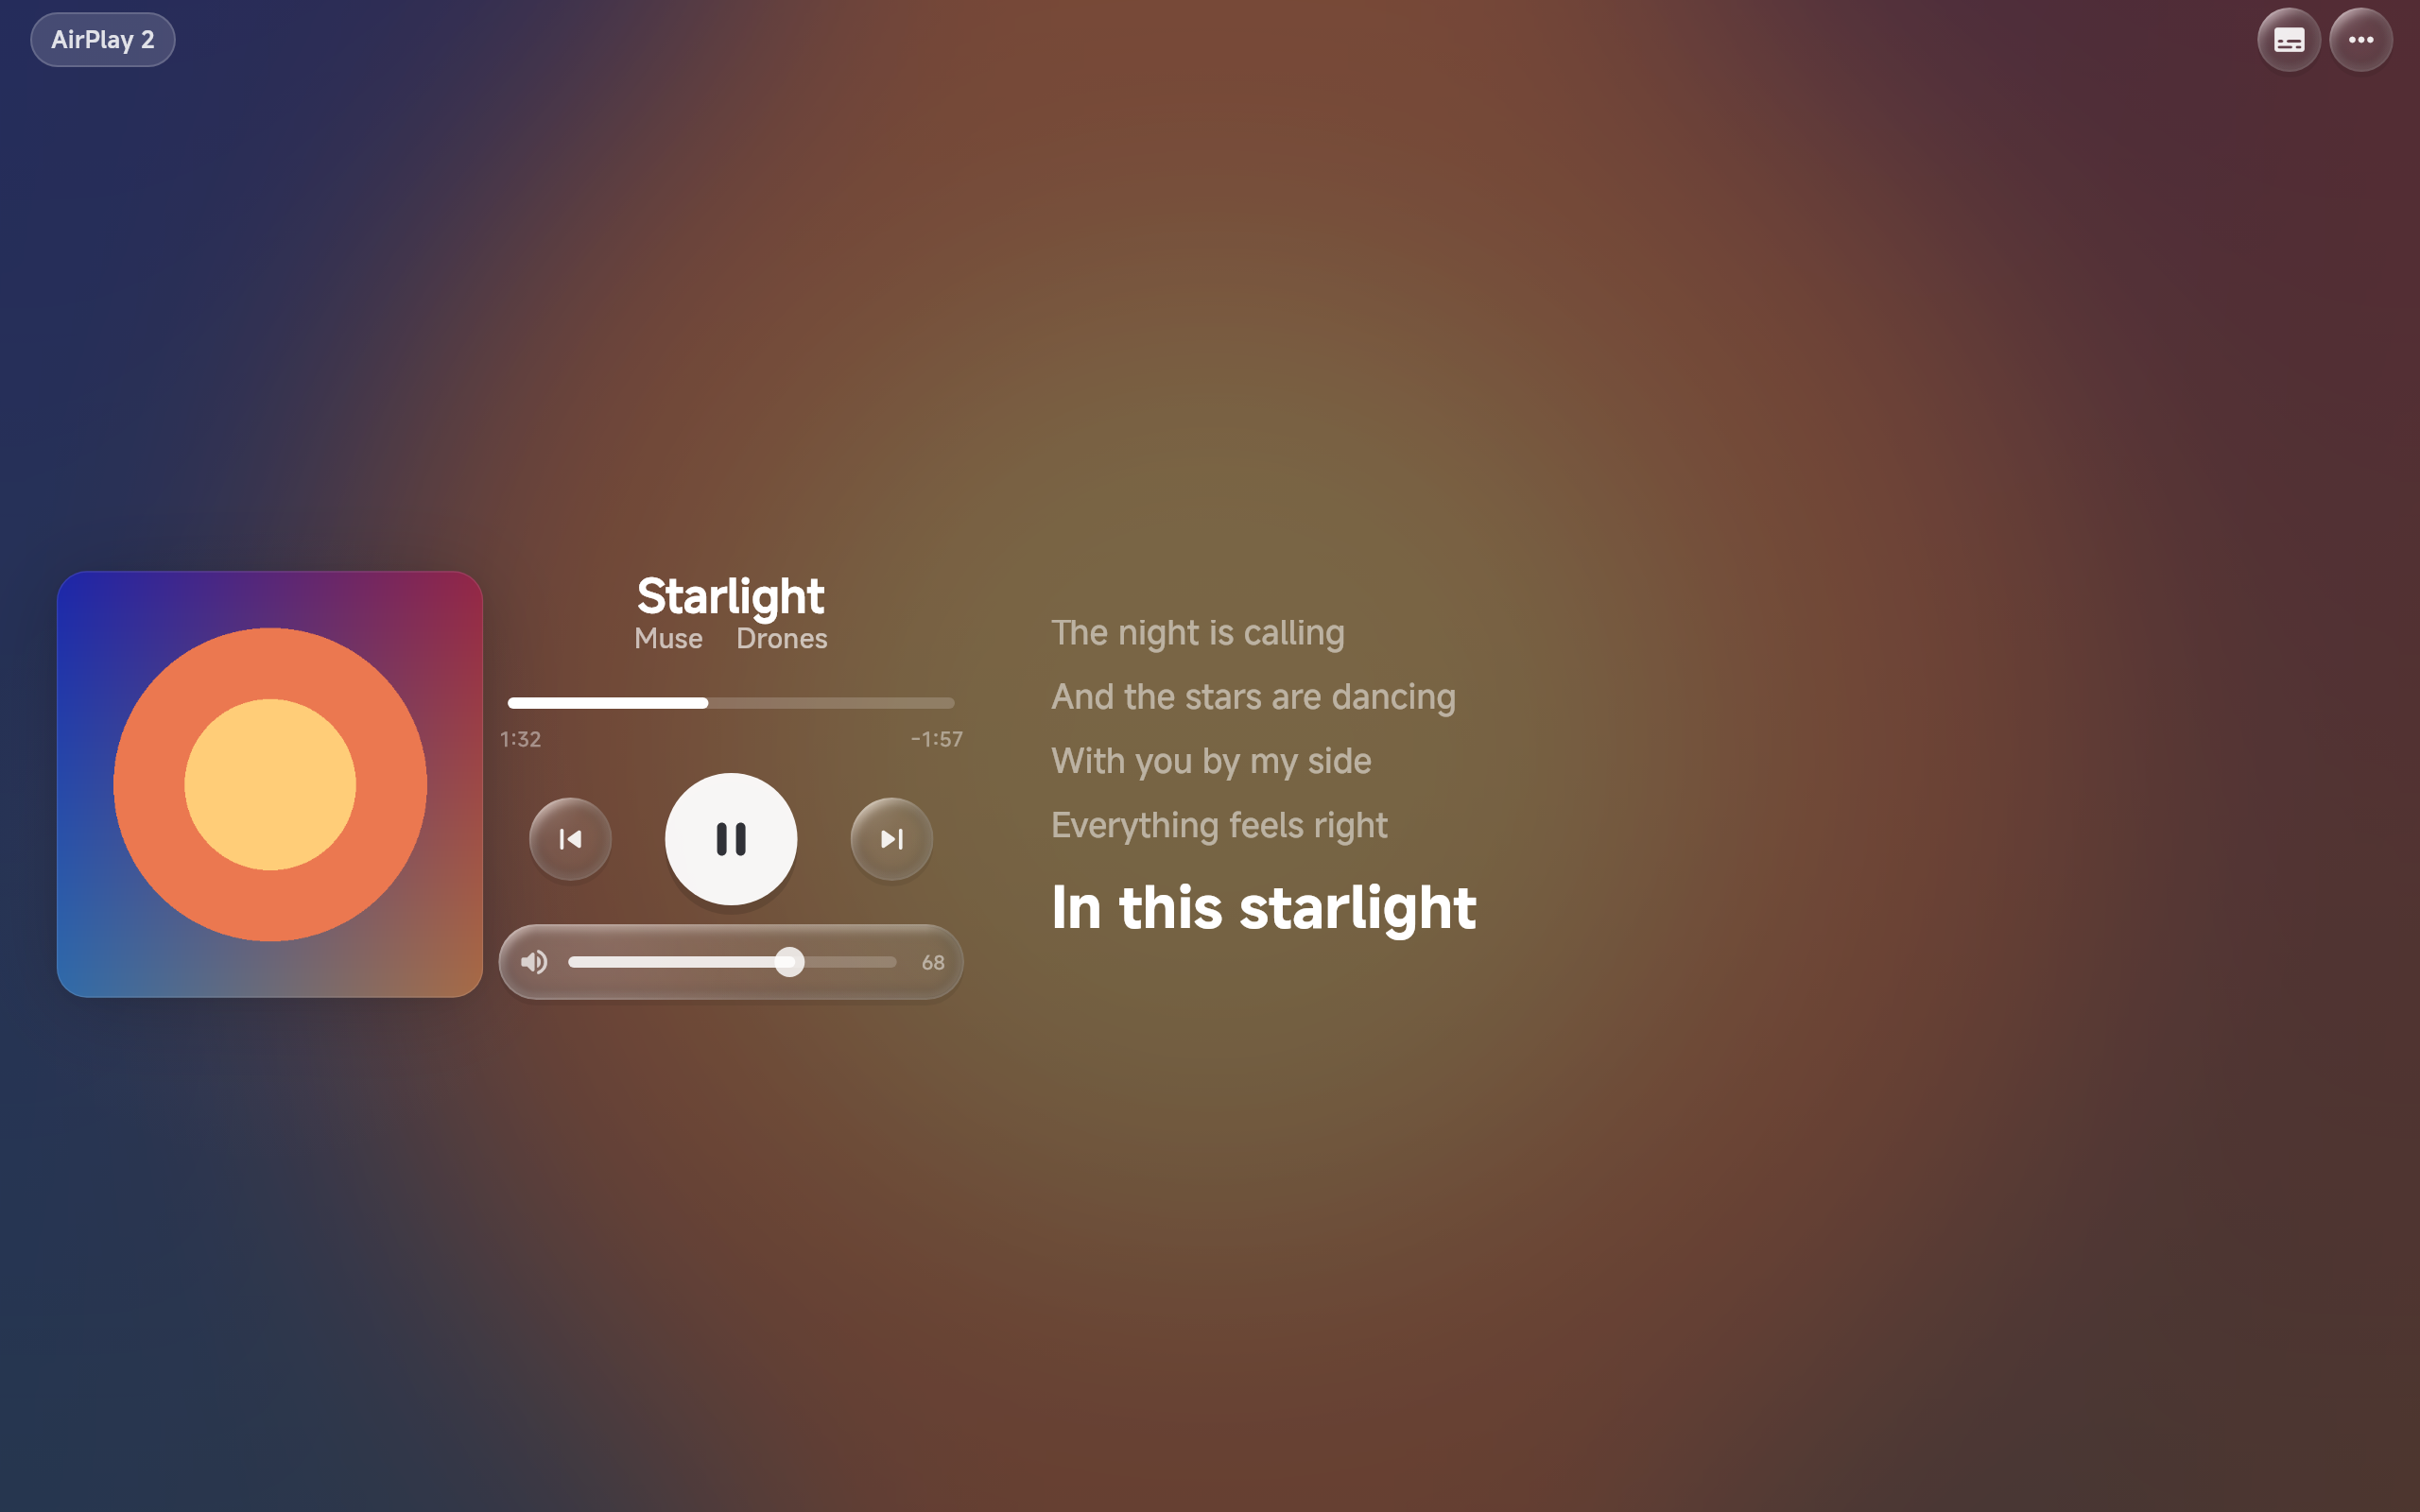 AirPlay 2
Starlight
Muse Drones
1:32 -1:57
68
The night is calling
And the stars are dancing
With you by my side
Everything feels right
In this starlight